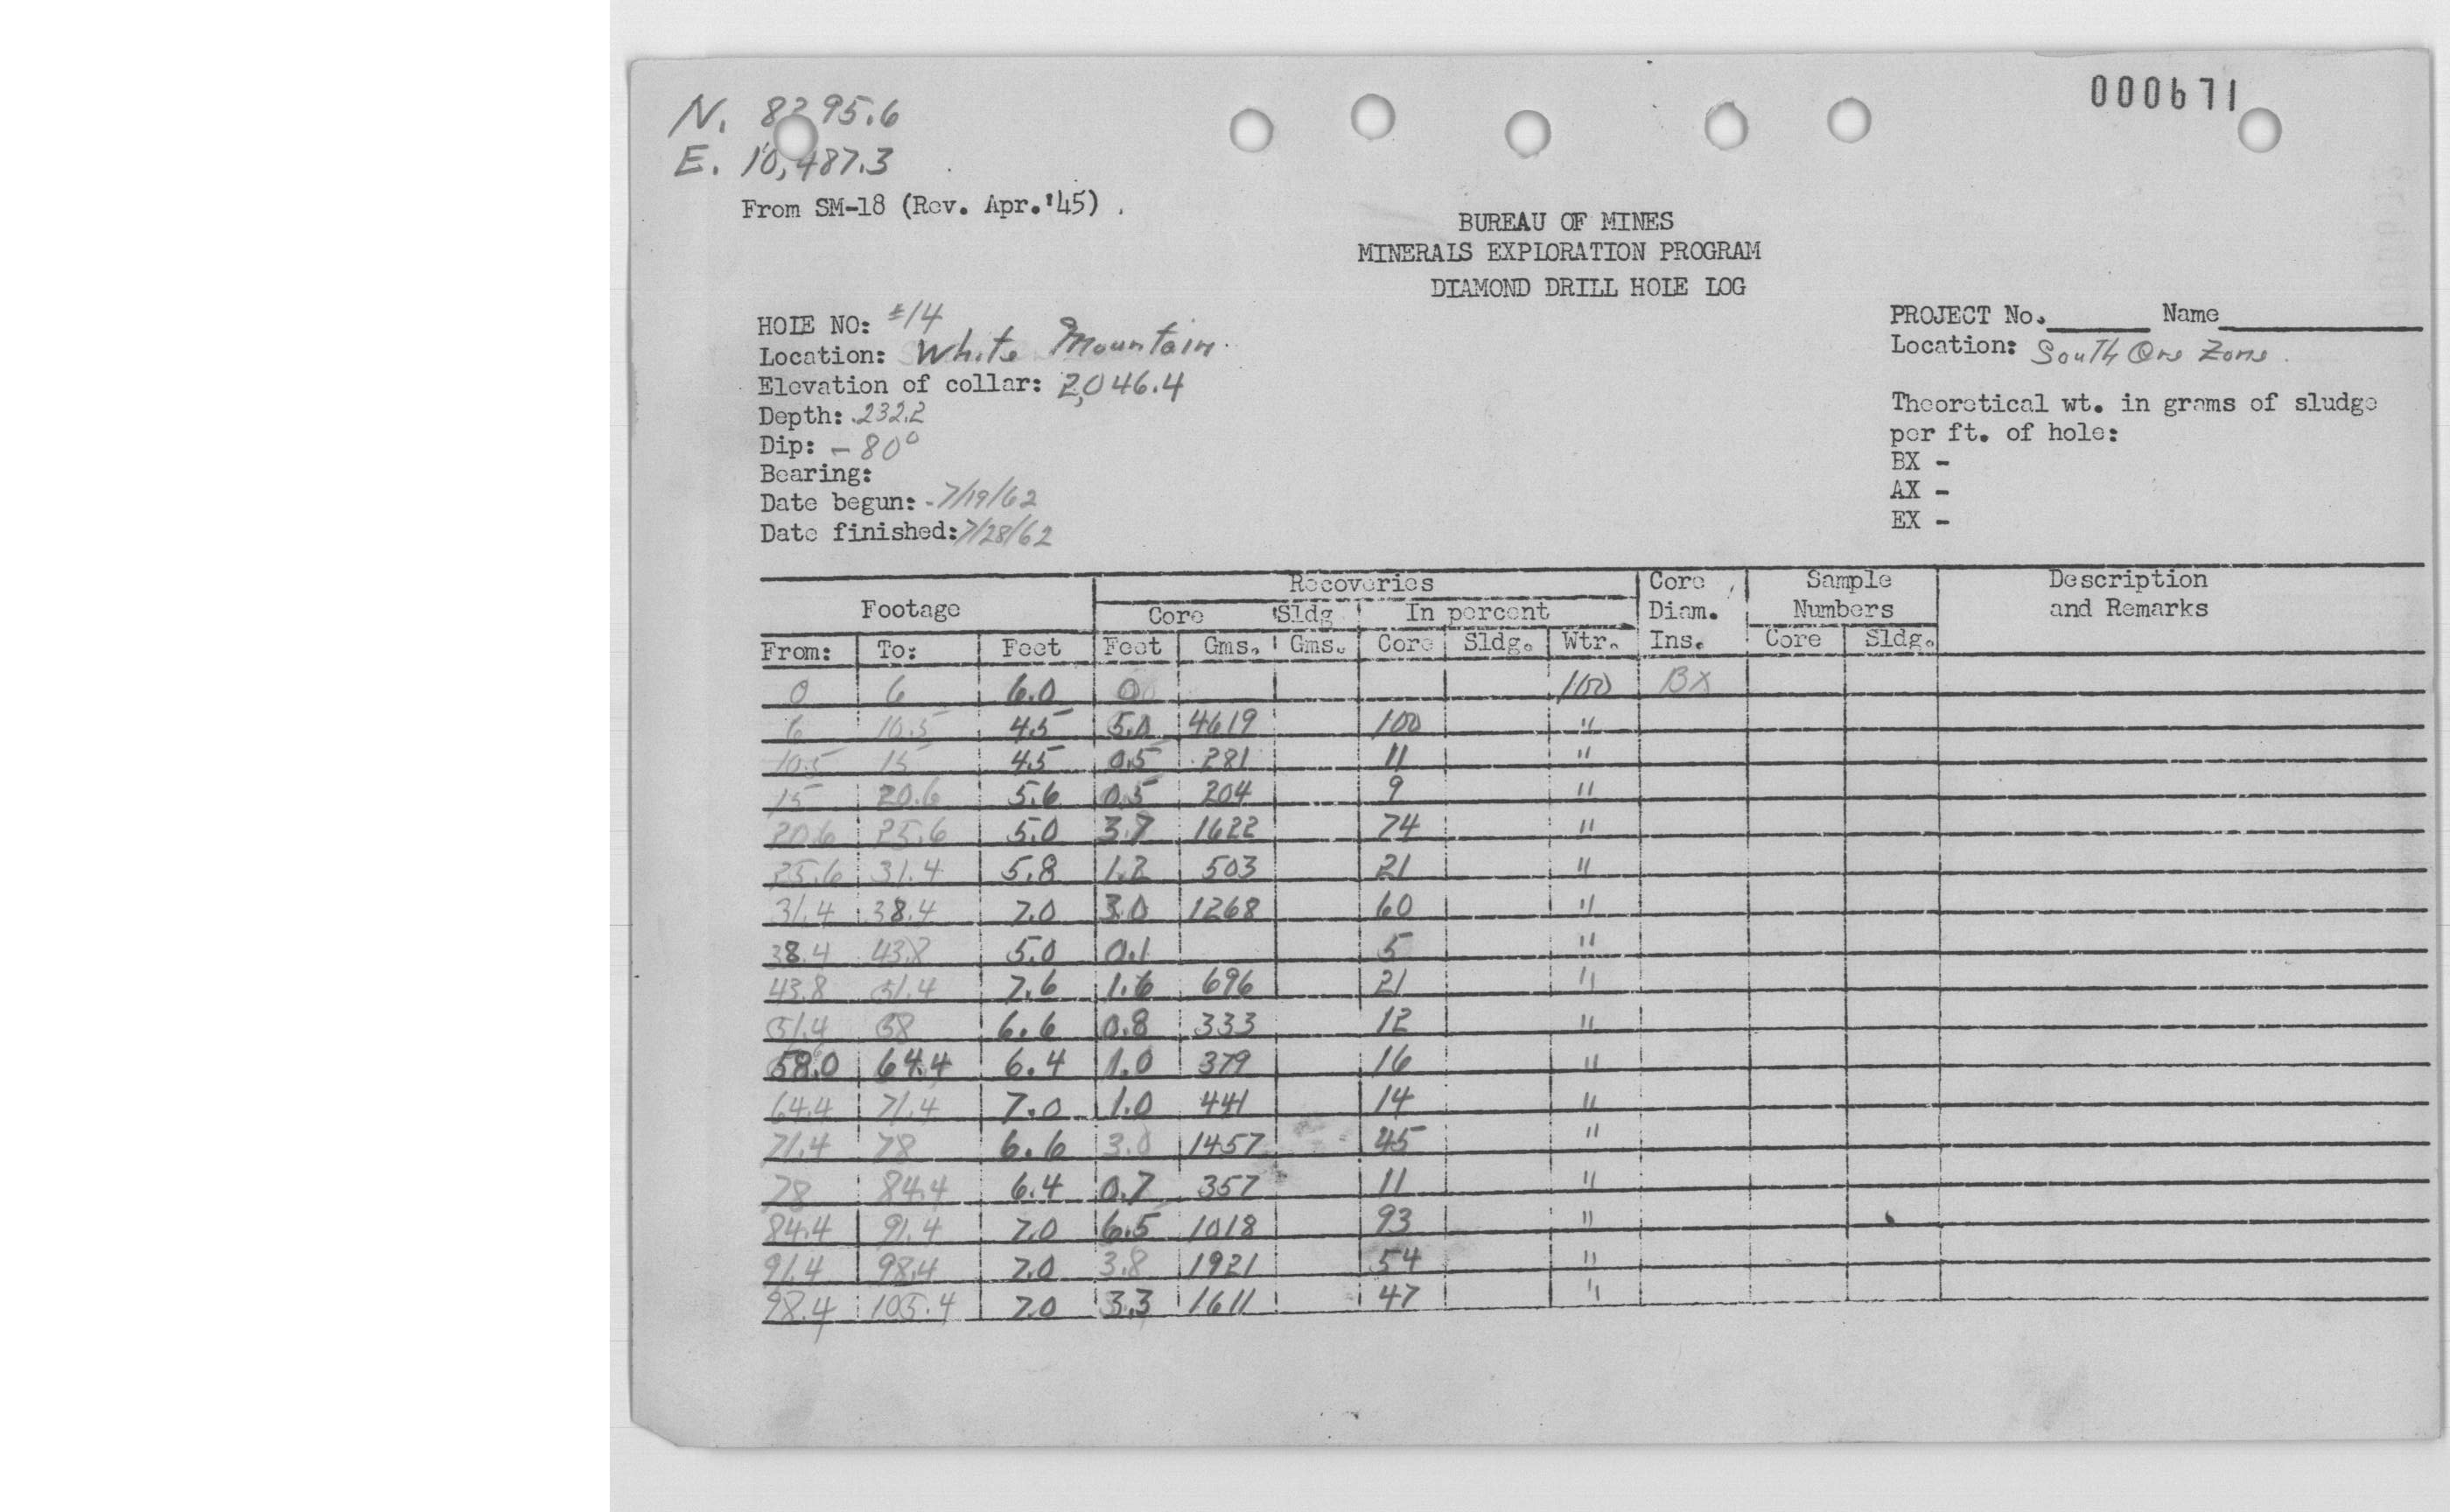 000671
N. 8395.6
E. 10,487.3
From SM-18 (Rev. Apr.'45)
BUREAU OF MINES
MINERALS EXPLORATION PROGRAM
DIAMOND DRILL HOLE LOG
HOLE NO: #14
Location: White Mountain
Elevation of collar: 2,046.4
Depth: 232.2
Dip: - 80°
Bearing:
Date begun: 7/19/62
Date finished: 7/28/62
PROJECT No. Name
Location: South Ore Zone
Theoretical wt. in grams of sludge
per ft. of hole:
BX -
AX -
EX -
Footage Recoveries Core Diam. Ins. Sample Numbers Description and Remarks
Core Sldg In percent
From: To: Feet Feet Gms. Gms. Core Sldg. Wtr. Core Sldg.
0 6 6.0 0 100 BX
6 10.5 4.5 5.0 4619 100 "
10.5 15 4.5 0.5 281 11 "
15 20.6 5.6 0.5 204 9 "
20.6 25.6 5.0 3.7 1622 74 "
25.6 31.4 5.8 1.2 503 21 "
31.4 38.4 7.0 3.0 1268 60 "
38.4 43.8 5.0 0.1 5 "
43.8 51.4 7.6 1.6 696 21 "
51.4 58 6.6 0.8 333 12 "
58.0 64.4 6.4 1.0 379 16 "
64.4 71.4 7.0 1.0 441 14 "
71.4 78 6.6 3.0 1457 45 "
78 84.4 6.4 0.7 357 11 "
84.4 91.4 7.0 6.5 1018 93 "
91.4 98.4 7.0 3.8 1921 54 "
98.4 105.4 7.0 3.3 1611 47 "